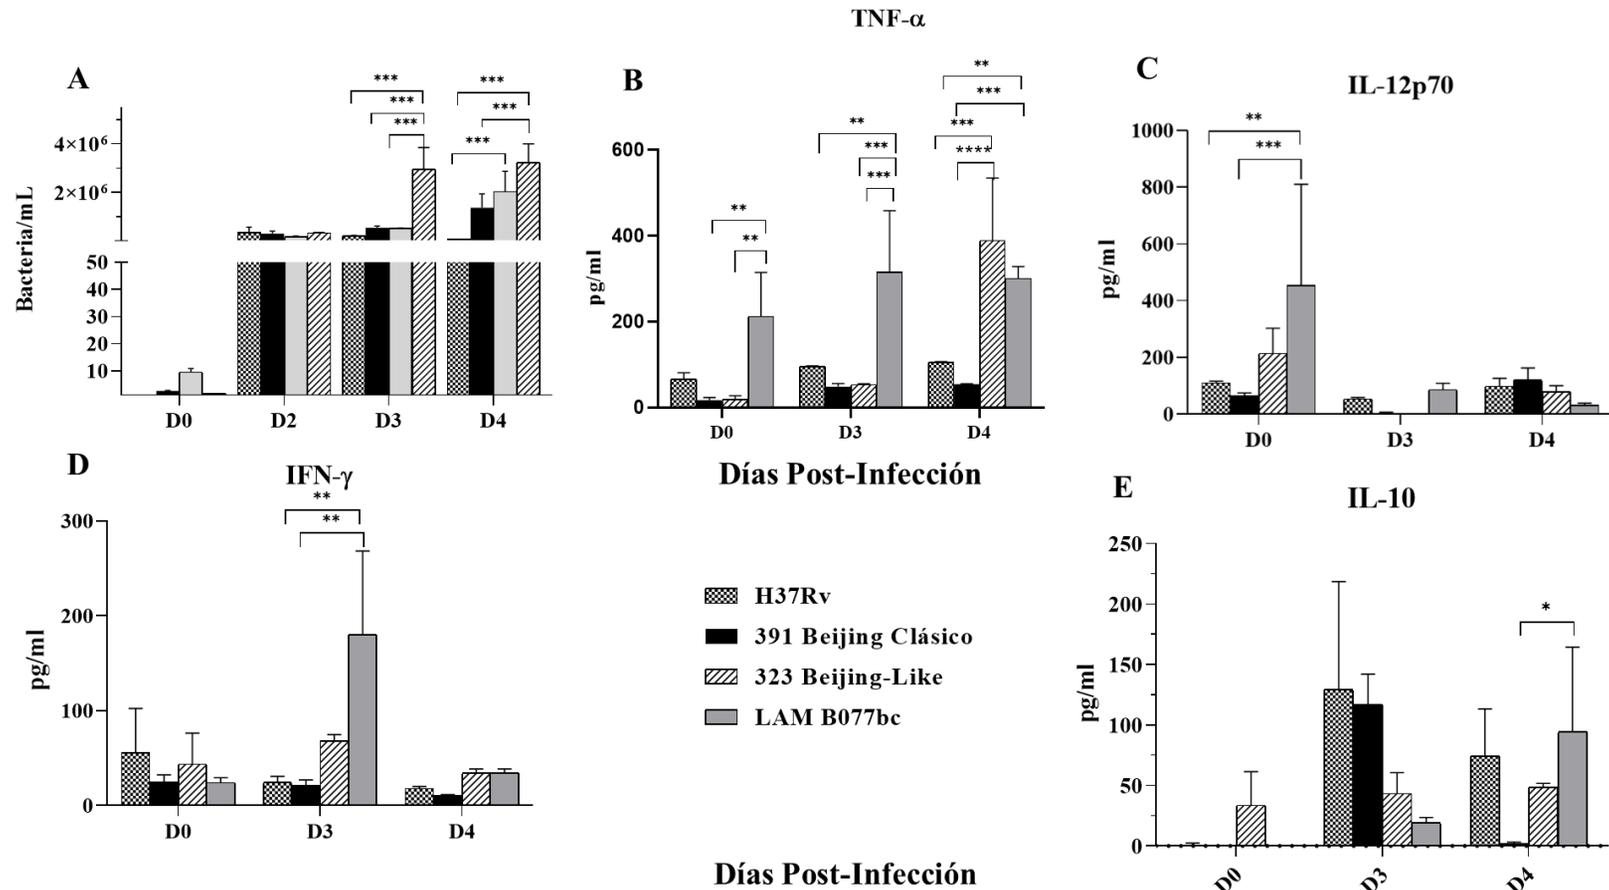 TNF-α
A
***
***
***
***
***
***
***
4×10⁶
2×10⁶
Bacteria/mL
50
40
30
20
10
D0 D2 D3 D4
B
**
***
**
***
***
****
***
***
**
**
600
400
200
0
pg/ml
D0 D3 D4
Días Post-Infección
C
IL-12p70
**
***
1000
800
600
400
200
0
pg/ml
D0 D3 D4
D
IFN-γ
**
**
300
200
100
0
pg/ml
D0 D3 D4
H37Rv
391 Beijing Clásico
323 Beijing-Like
LAM B077bc
E
IL-10
*
250
200
150
100
50
0
pg/ml
D0 D3 D4
Días Post-Infección